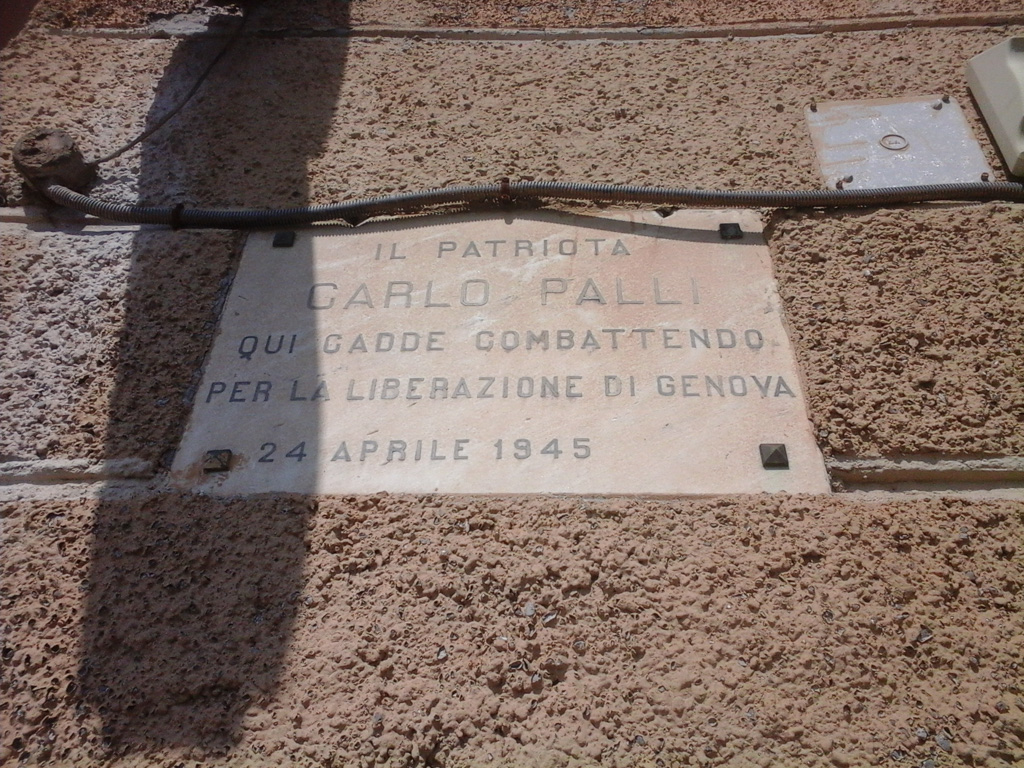 IL PATRIOTA
CARLO PALLI
QUI CADDE COMBATTENDO
PER LA LIBERAZIONE DI GENOVA
24 APRILE 1945